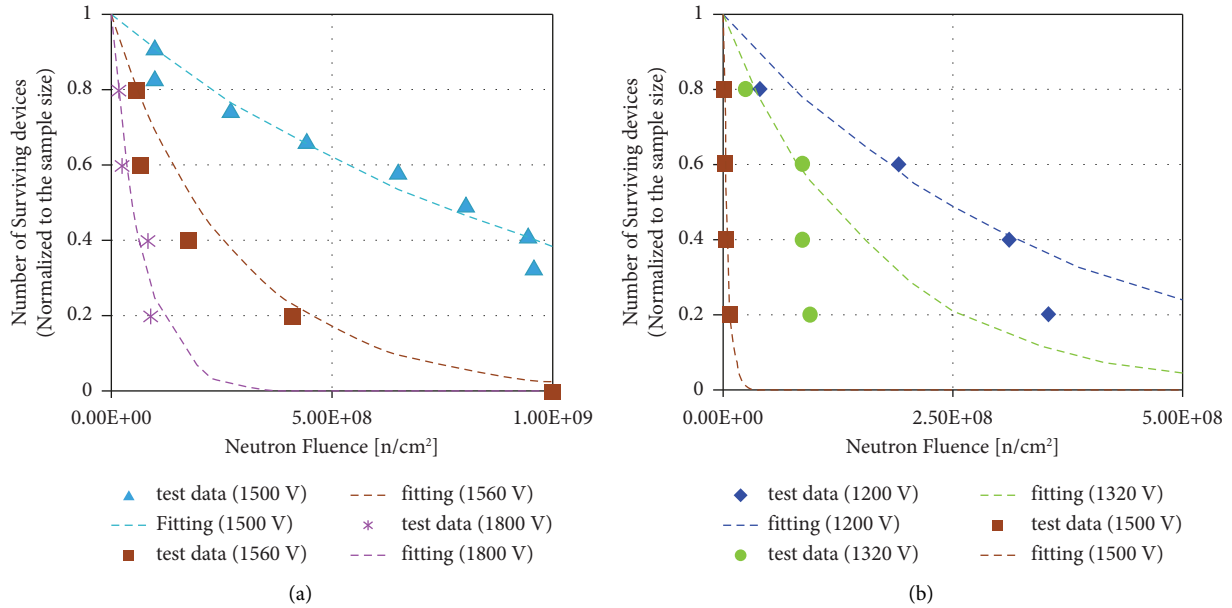 Number of Surviving devices
(Normalized to the sample size)
1
0.8
0.6
0.4
0.2
0
0.00E+00
5.00E+08
1.00E+09
Neutron Fluence [n/cm²]
test data (1500 V)
fitting (1560 V)
Fitting (1500 V)
test data (1800 V)
test data (1560 V)
fitting (1800 V)
(a)
Number of Surviving devices
(Normalized to the sample size)
1
0.8
0.6
0.4
0.2
0
0.00E+00
2.50E+08
5.00E+08
Neutron Fluence [n/cm²]
test data (1200 V)
fitting (1320 V)
fitting (1200 V)
test data (1500 V)
test data (1320 V)
fitting (1500 V)
(b)